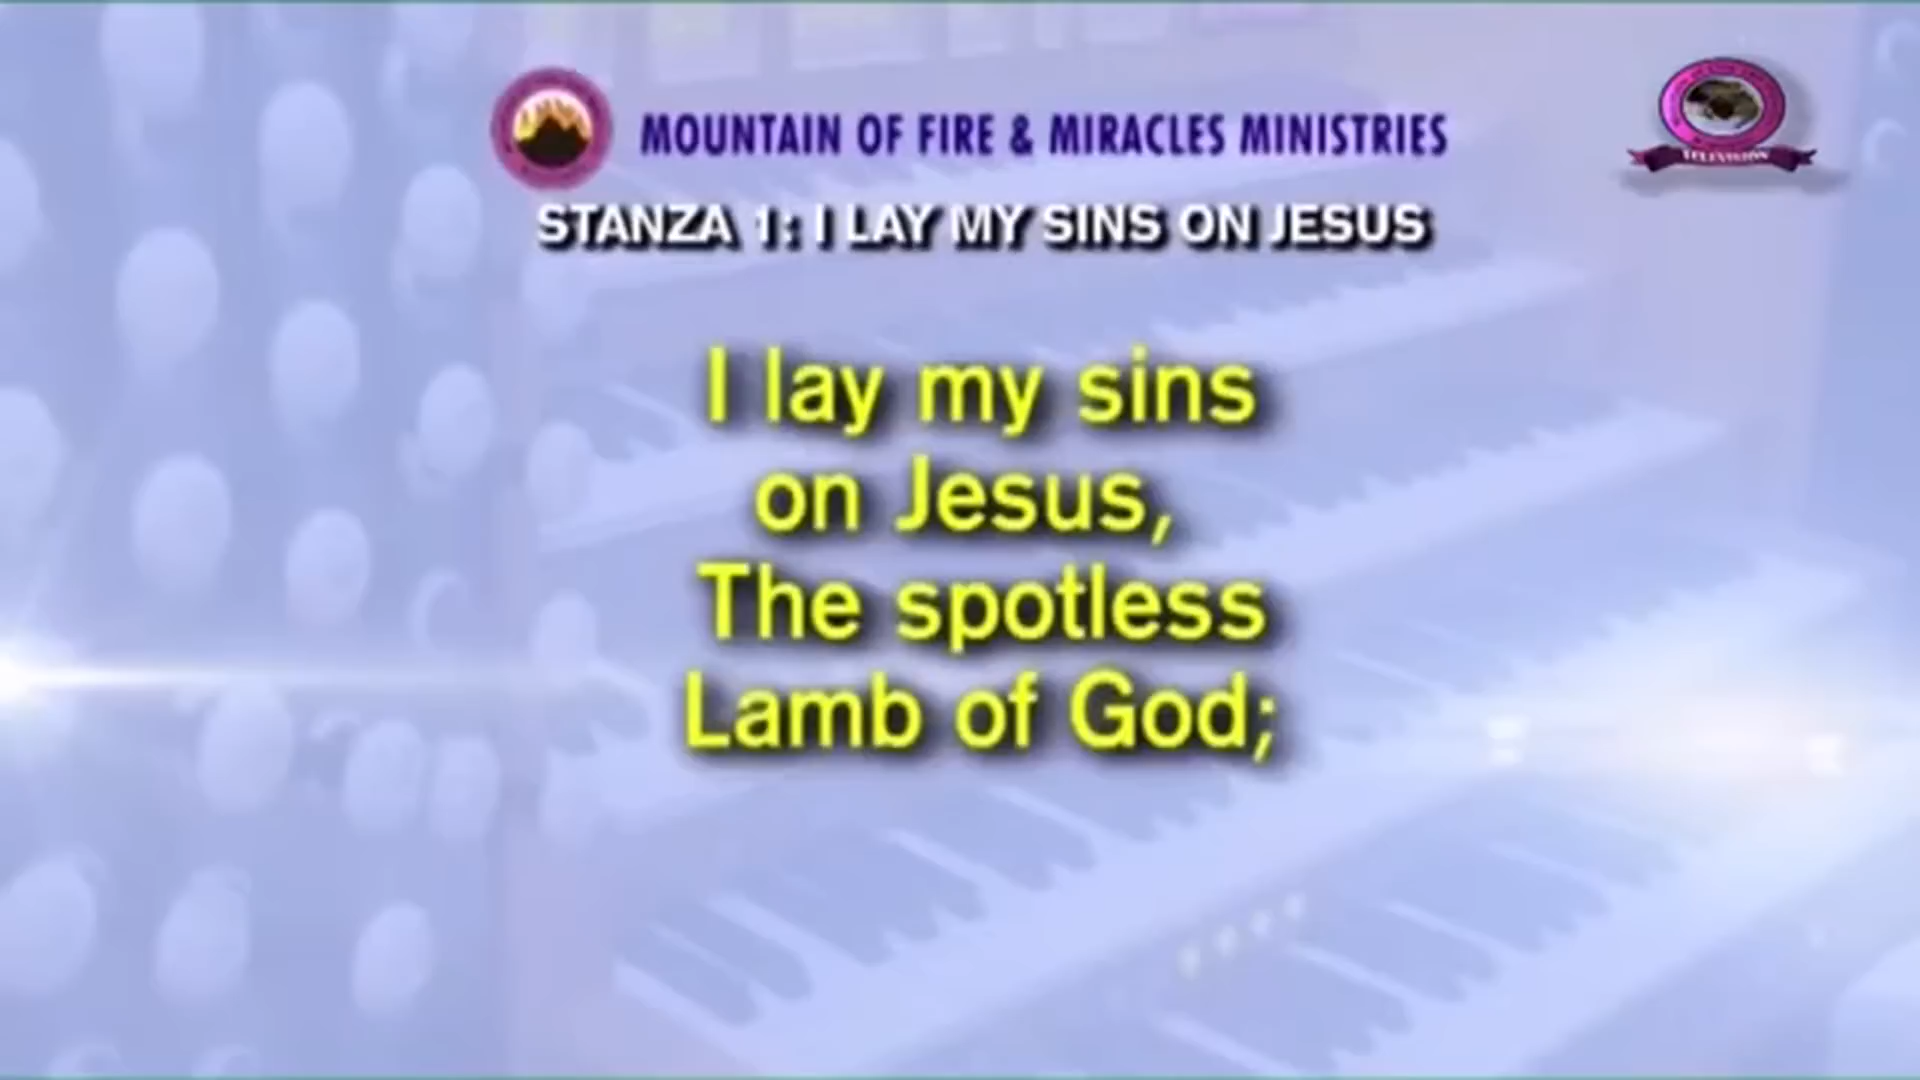 MOUNTAIN OF FIRE & MIRACLES MINISTRIES
TELEVISION
STANZA 1: I LAY MY SINS ON JESUS
I lay my sins
on Jesus,
The spotless
Lamb of God;